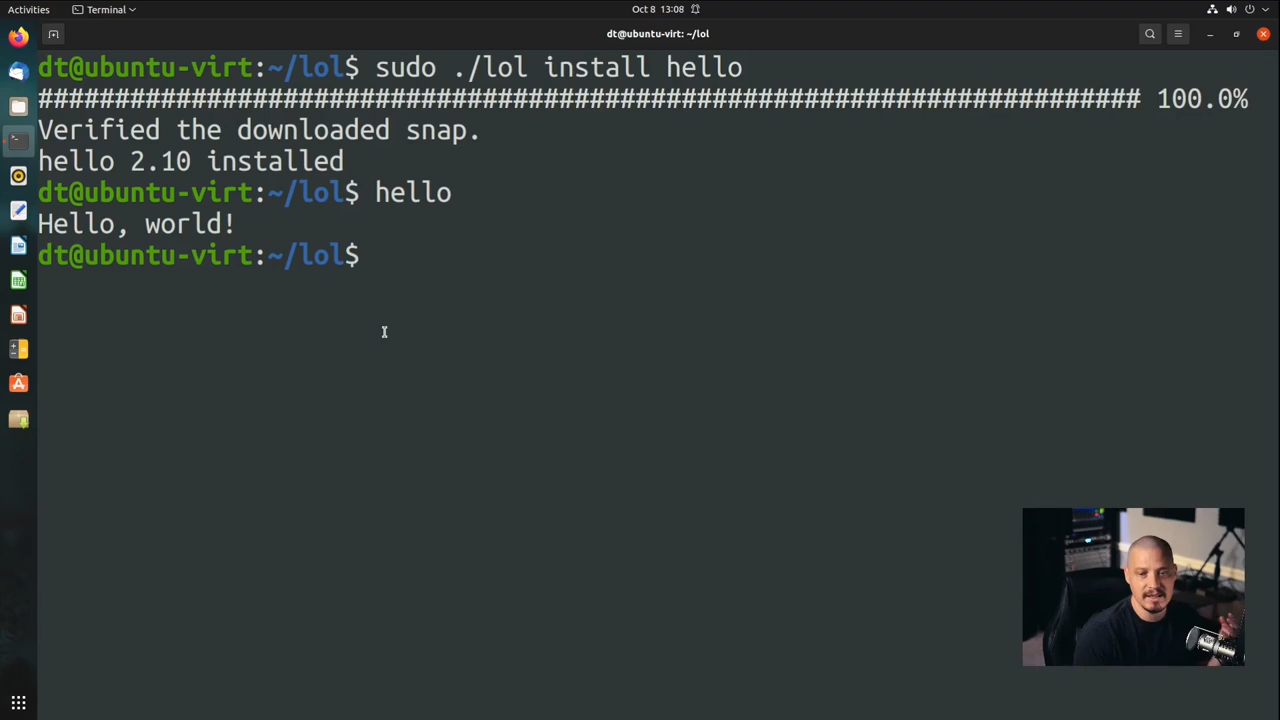 Activities Terminal Oct 8 13:08
dt@ubuntu-virt: ~/lol
dt@ubuntu-virt:~/lol$ sudo ./lol install hello
######################################################################## 100.0%
Verified the downloaded snap.
hello 2.10 installed
dt@ubuntu-virt:~/lol$ hello
Hello, world!
dt@ubuntu-virt:~/lol$